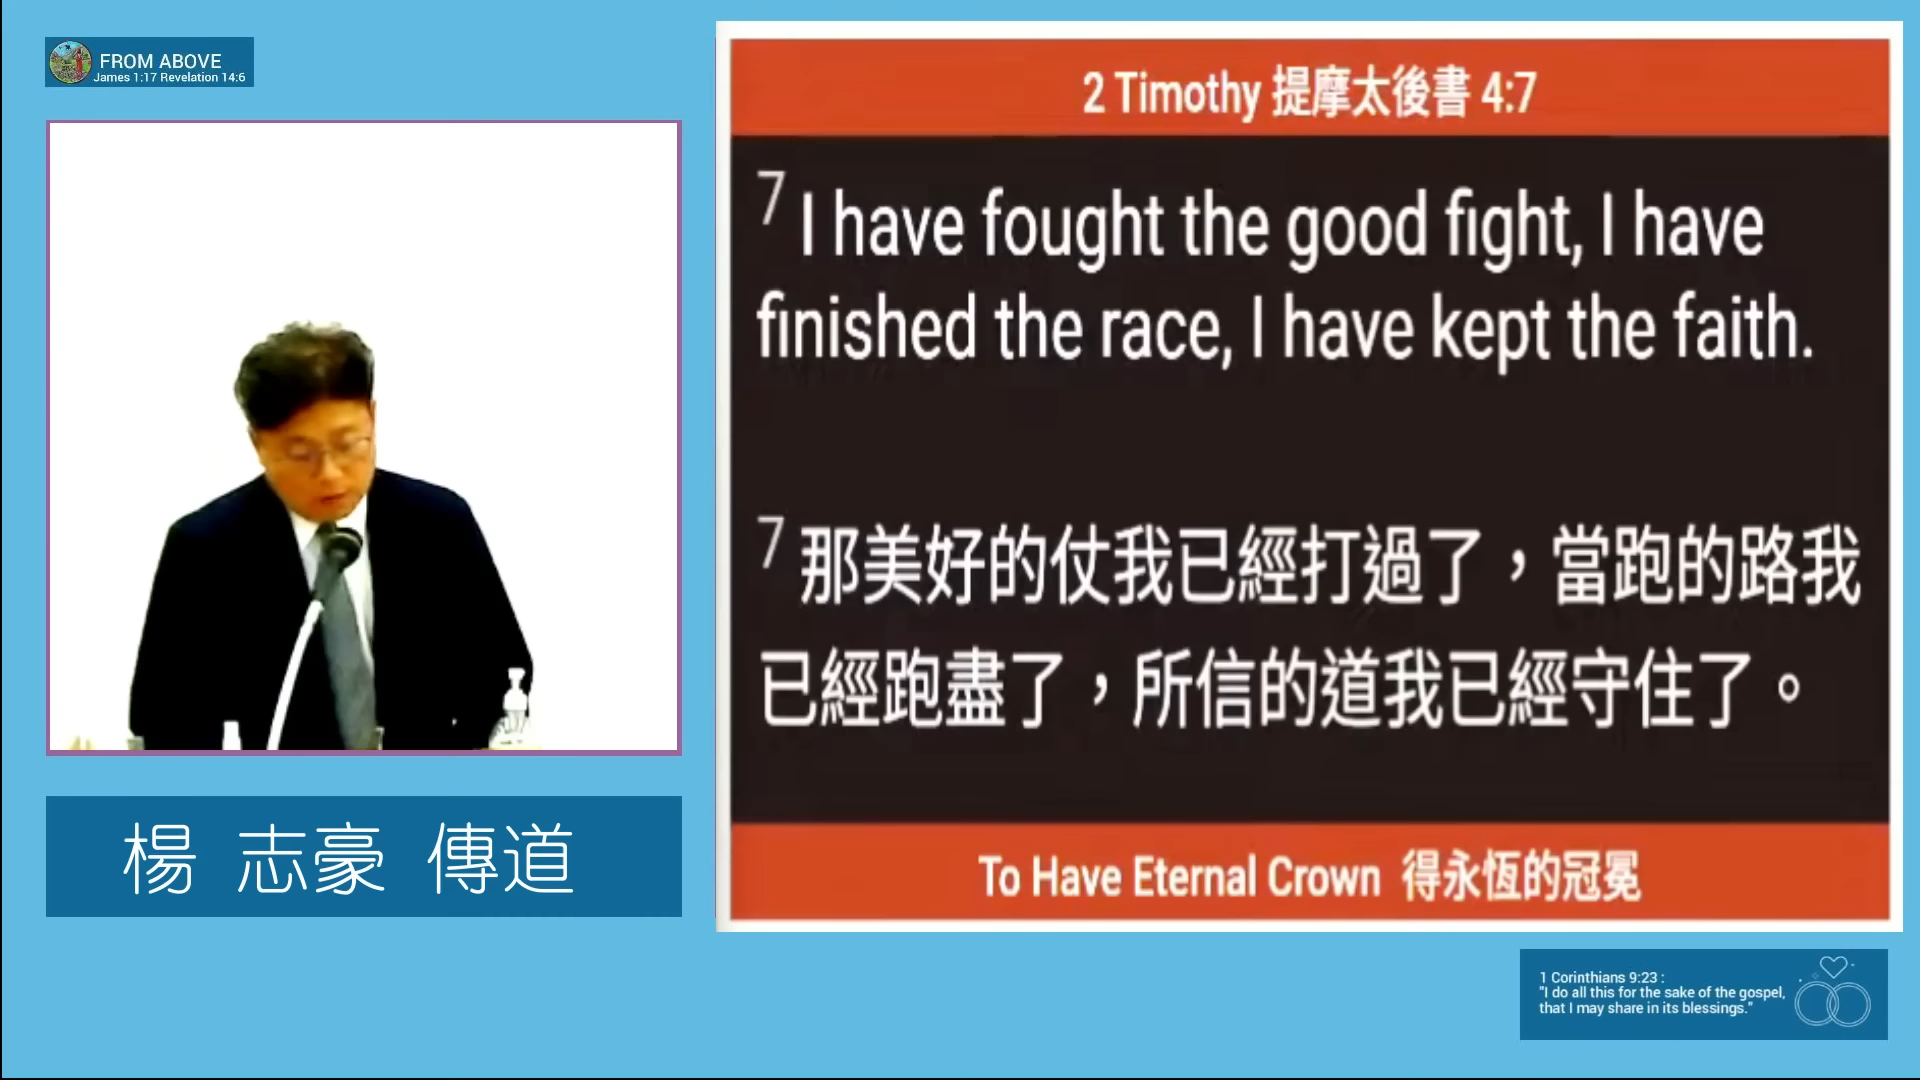 FROM ABOVE
James 1:17 Revelation 14:6
2 Timothy 提摩太後書 4:7
7 I have fought the good fight, I have
finished the race, I have kept the faith.
7 那美好的仗我已經打過了，當跑的路我
已經跑盡了，所信的道我已經守住了。
To Have Eternal Crown 得永恆的冠冕
楊 志豪 傳道
1 Corinthians 9:23 :
"I do all this for the sake of the gospel,
that I may share in its blessings."